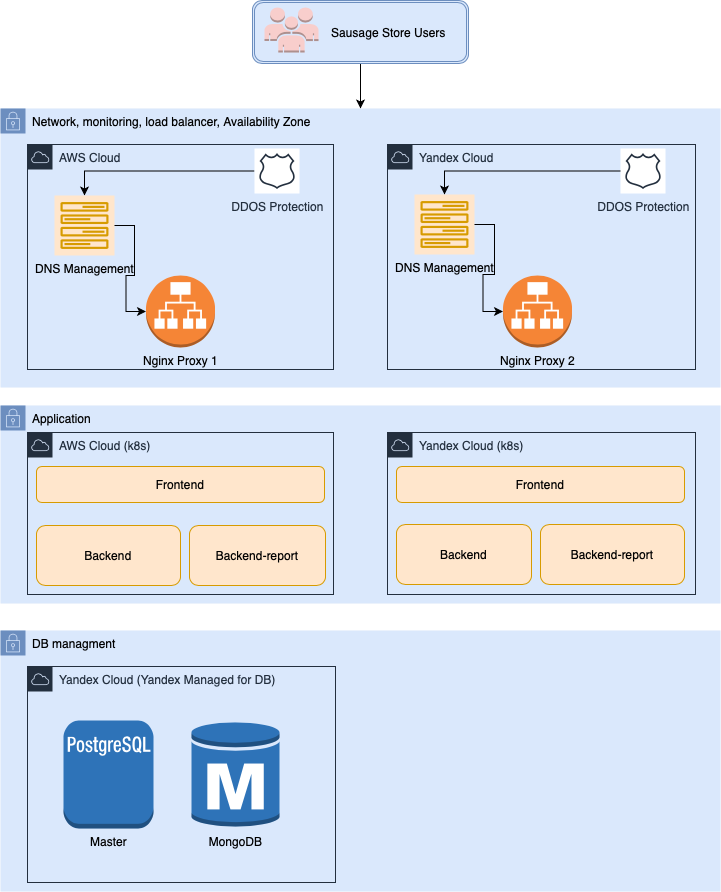 Sausage Store Users
Network, monitoring, load balancer, Availability Zone
AWS Cloud
DDOS Protection
DNS Management
Nginx Proxy 1
Yandex Cloud
DDOS Protection
DNS Management
Nginx Proxy 2
Application
AWS Cloud (k8s)
Frontend
Backend
Backend-report
Yandex Cloud (k8s)
Frontend
Backend
Backend-report
DB managment
Yandex Cloud (Yandex Managed for DB)
PostgreSQL
Master
M
MongoDB